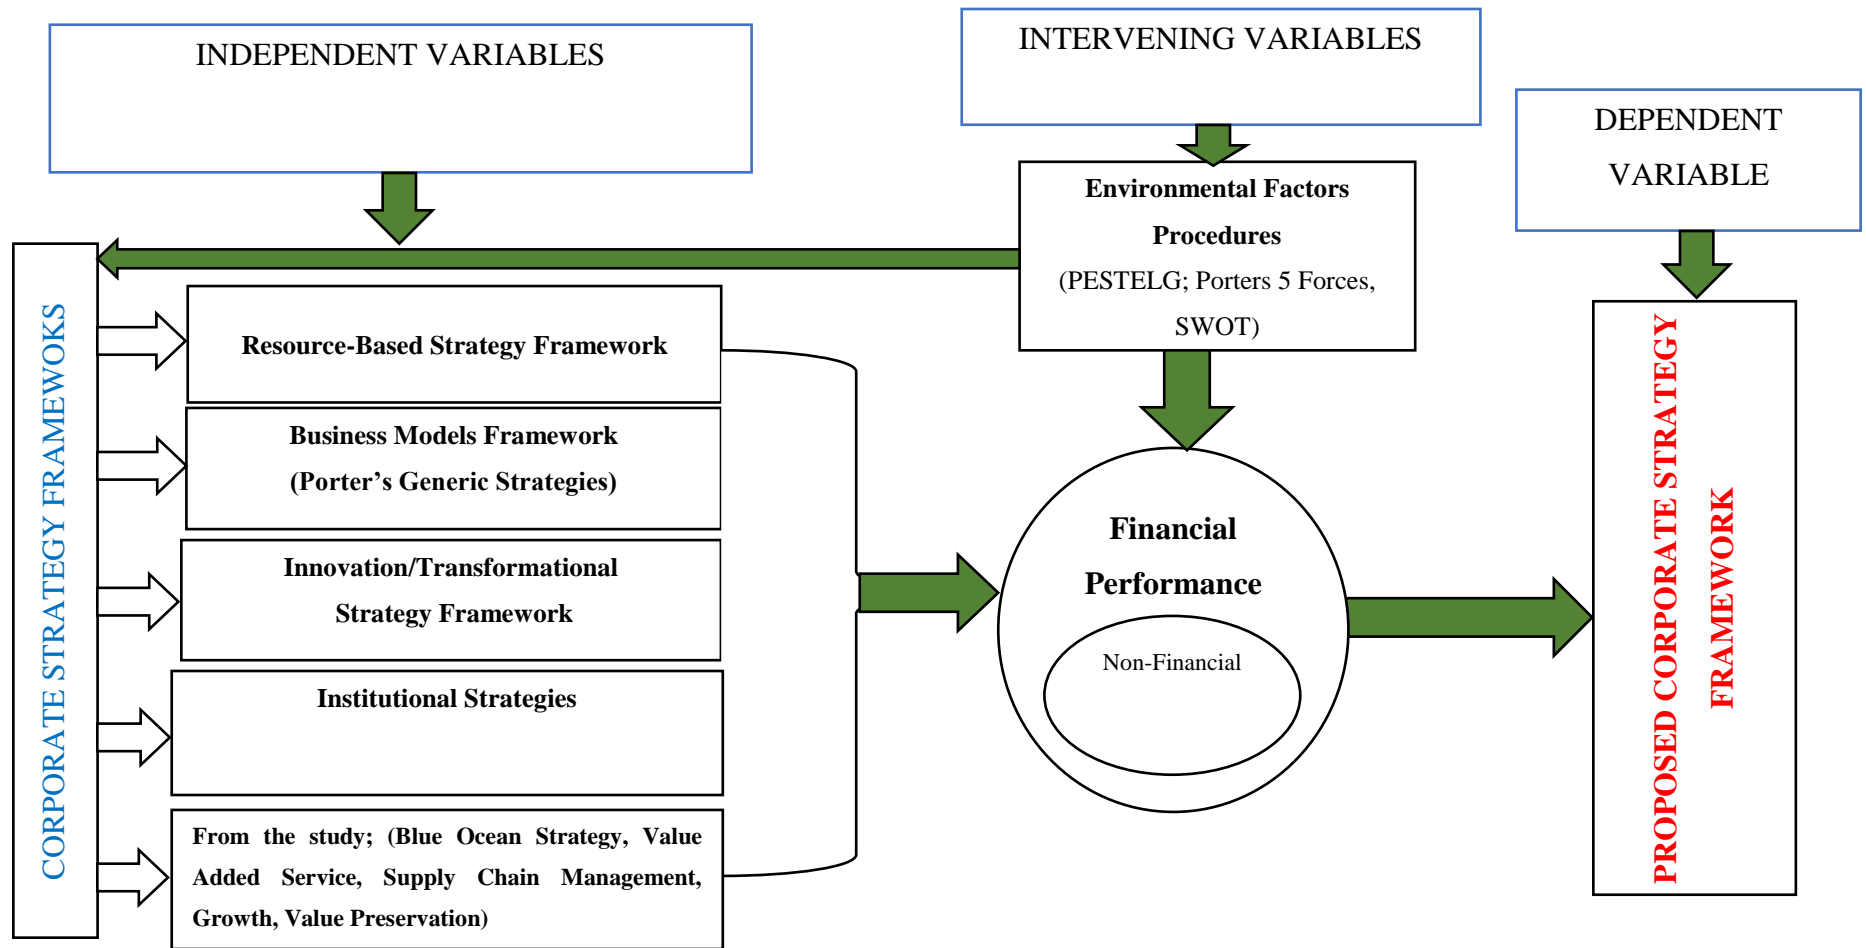 INDEPENDENT VARIABLES
INTERVENING VARIABLES
DEPENDENT
VARIABLE
Environmental Factors
Procedures
(PESTELG; Porters 5 Forces,
SWOT)
CORPORATE STRATEGY FRAMEWOKS
Resource-Based Strategy Framework
Business Models Framework
(Porter’s Generic Strategies)
Innovation/Transformational
Strategy Framework
Institutional Strategies
From the study; (Blue Ocean Strategy, Value
Added Service, Supply Chain Management,
Growth, Value Preservation)
Financial
Performance
Non-Financial
PROPOSED CORPORATE STRATEGY
FRAMEWORK